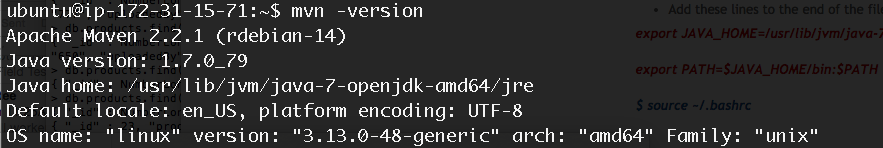 ubuntu@ip-172-31-15-71:~$ mvn -version
Apache Maven 2.2.1 (rdebian-14)
Java version: 1.7.0_79
Java home: /usr/lib/jvm/java-7-openjdk-amd64/jre
Default locale: en_US, platform encoding: UTF-8
OS name: "linux" version: "3.13.0-48-generic" arch: "amd64" Family: "unix"
• Add these lines to the end of the file
export JAVA_HOME=/usr/lib/jvm/java-7
export PATH=$JAVA_HOME/bin:$PATH
$ source ~/.bashrc